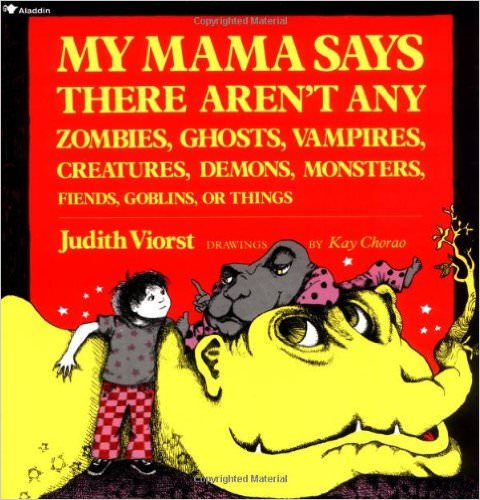 Aladdin
Copyrighted Material
MY MAMA SAYS
THERE AREN'T ANY
ZOMBIES, GHOSTS, VAMPIRES,
CREATURES, DEMONS, MONSTERS,
FIENDS, GOBLINS, OR THINGS
Judith Viorst DRAWINGS BY Kay Chorao
Copyrighted Material